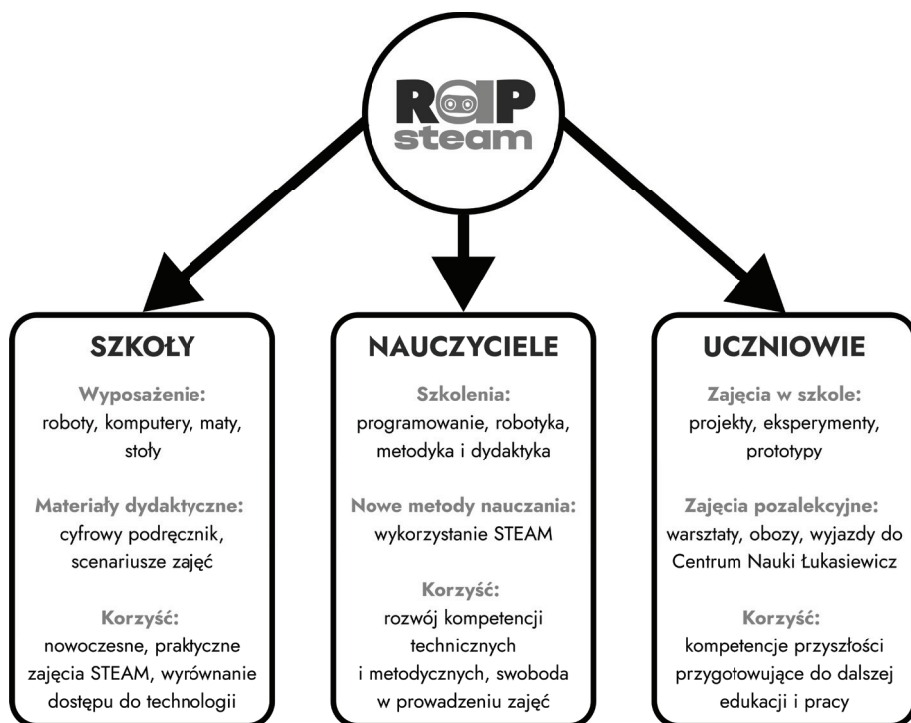 RaP
steam
SZKOŁY
Wyposażenie:
roboty, komputery, maty,
stoły
Materiały dydaktyczne:
cyfrowy podręcznik,
scenariusze zajęć
Korzyść:
nowoczesne, praktyczne
zajęcia STEAM, wyrównanie
dostępu do technologii
NAUCZYCIELE
Szkolenia:
programowanie, robotyka,
metodyka i dydaktyka
Nowe metody nauczania:
wykorzystanie STEAM
Korzyść:
rozwój kompetencji
technicznych
i metodycznych, swoboda
w prowadzeniu zajęć
UCZNIOWIE
Zajęcia w szkole:
projekty, eksperymenty,
prototypy
Zajęcia pozalekcyjne:
warsztaty, obozy, wyjazdy do
Centrum Nauki Łukasiewicz
Korzyść:
kompetencje przyszłości
przygotowujące do dalszej
edukacji i pracy